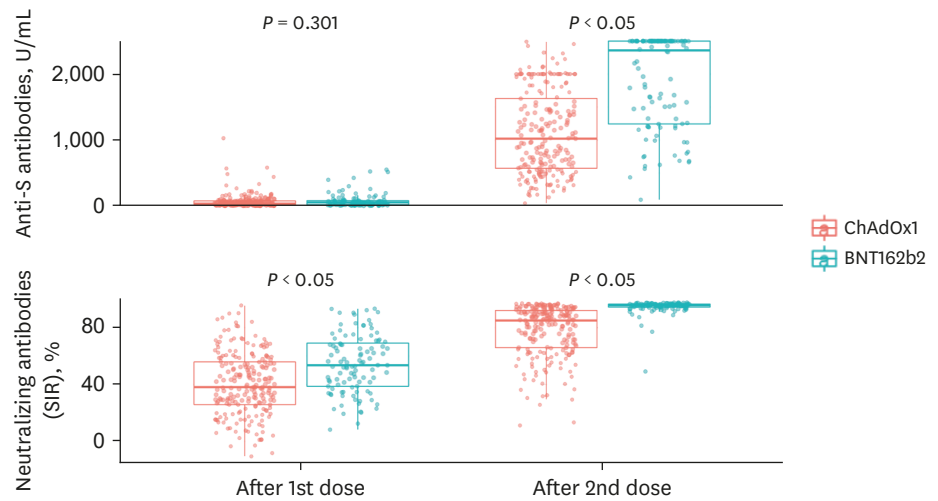 P = 0.301
P < 0.05
Anti-S antibodies, U/mL
2,000
1,000
0
ChAdOx1
BNT162b2
P < 0.05
P < 0.05
Neutralizing antibodies
(SIR), %
80
40
0
After 1st dose
After 2nd dose